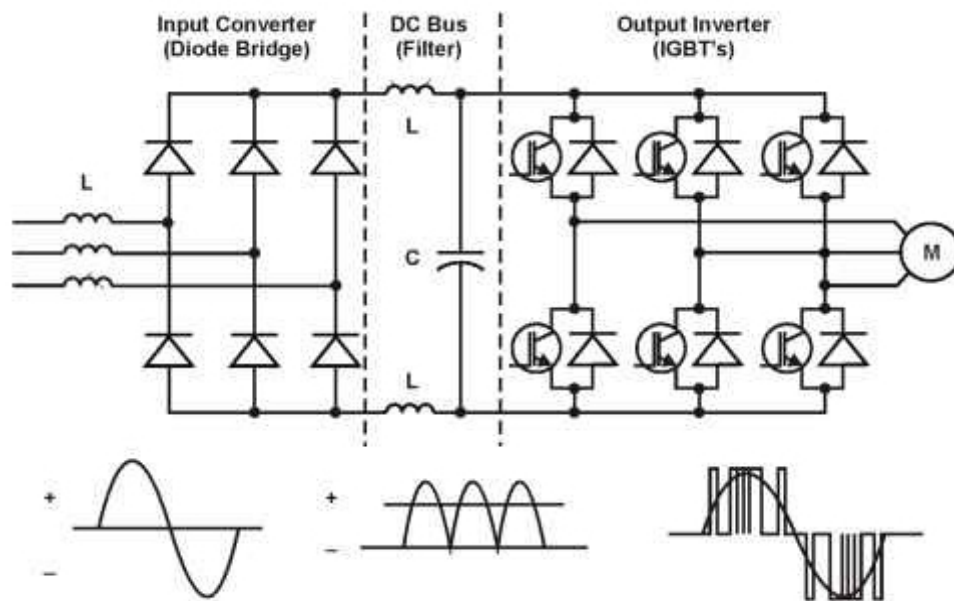 Input Converter
(Diode Bridge)
DC Bus
(Filter)
Output Inverter
(IGBT's)
L
L
C
M
L
+
–
+
–